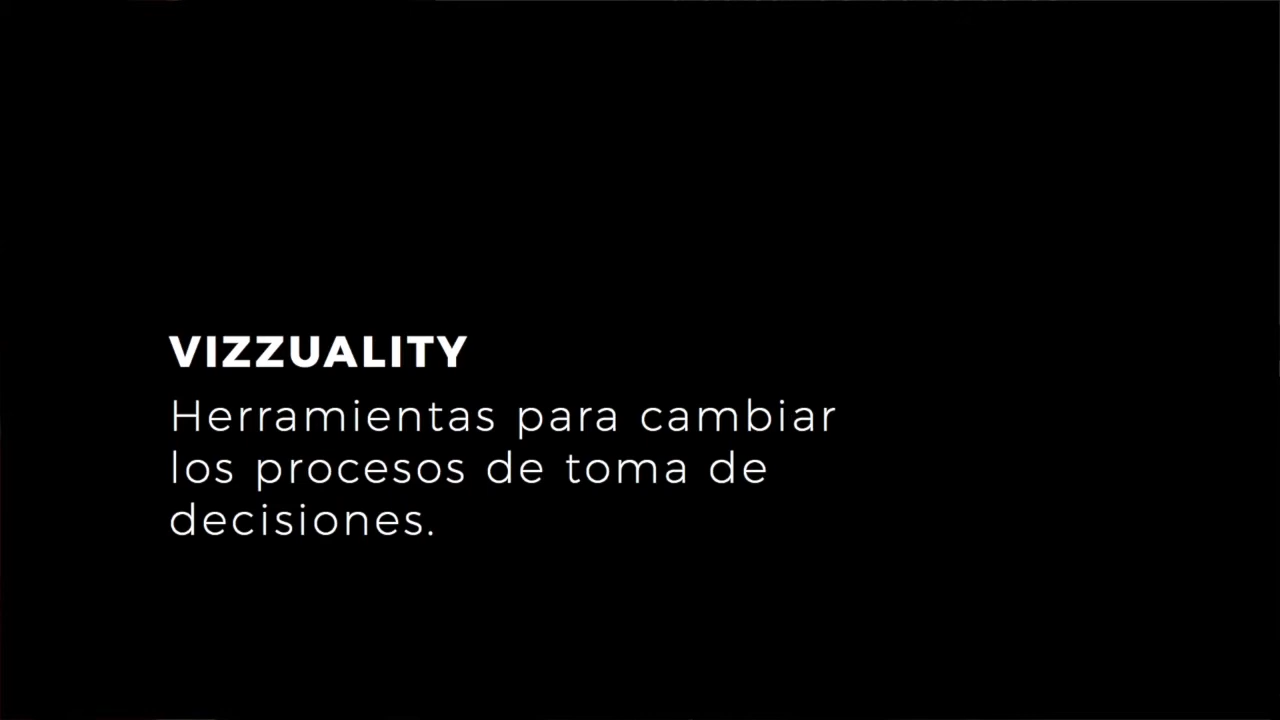 VIZZUALITY
Herramientas para cambiar
los procesos de toma de
decisiones.